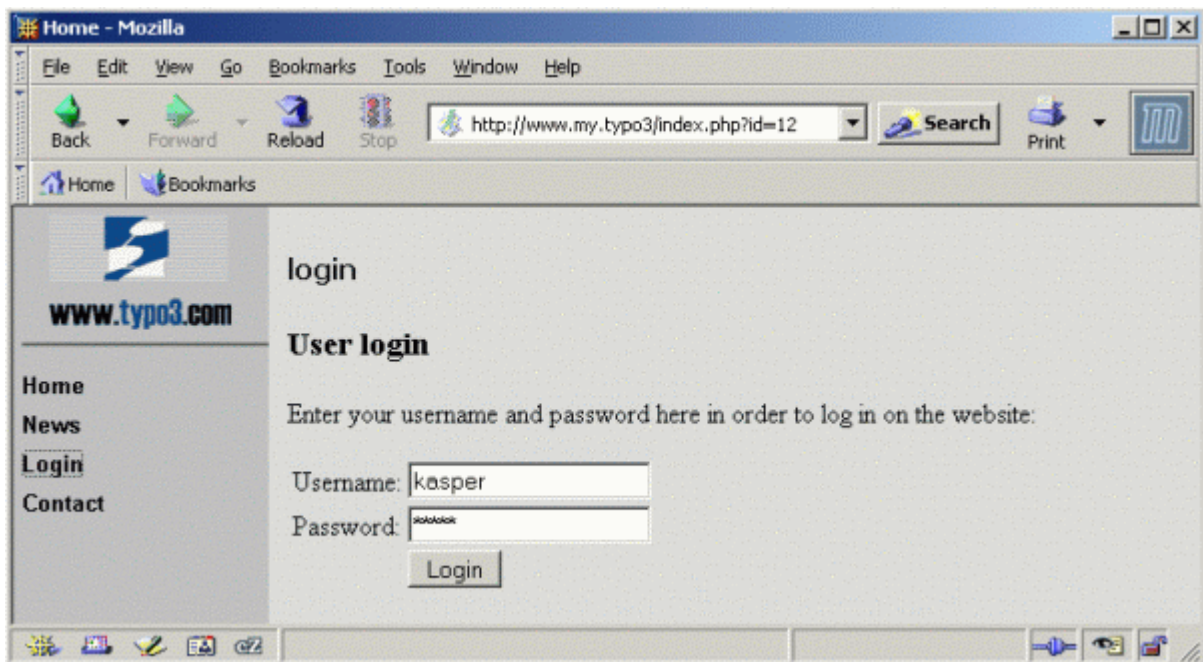 Home - Mozilla
File Edit View Go Bookmarks Tools Window Help
Back Forward Reload Stop http://www.my.typo3/index.php?id=12 Search Print
Home Bookmarks
www.typo3.com
Home
News
Login
Contact
login
User login
Enter your username and password here in order to log in on the website:
Username: kasper
Password: *****
Login